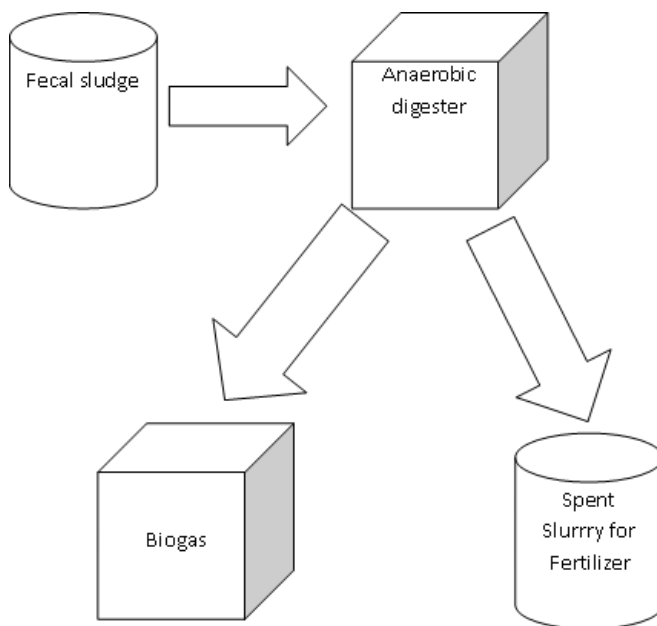 Fecal sludge
Anaerobic
digester
Biogas
Spent
Slurrry for
Fertilizer